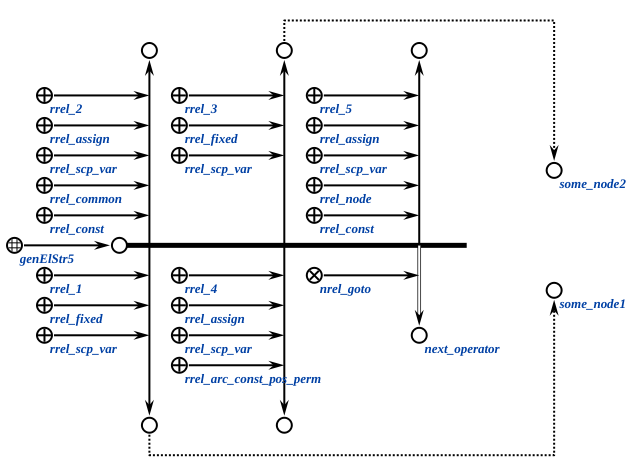 rrel_2
rrel_3
rrel_5
rrel_assign
rrel_fixed
rrel_assign
rrel_scp_var
rrel_scp_var
rrel_scp_var
some_node2
rrel_common
rrel_node
rrel_const
rrel_const
genElStr5
rrel_1
rrel_4
nrel_goto
some_node1
rrel_fixed
rrel_assign
rrel_scp_var
rrel_scp_var
next_operator
rrel_arc_const_pos_perm